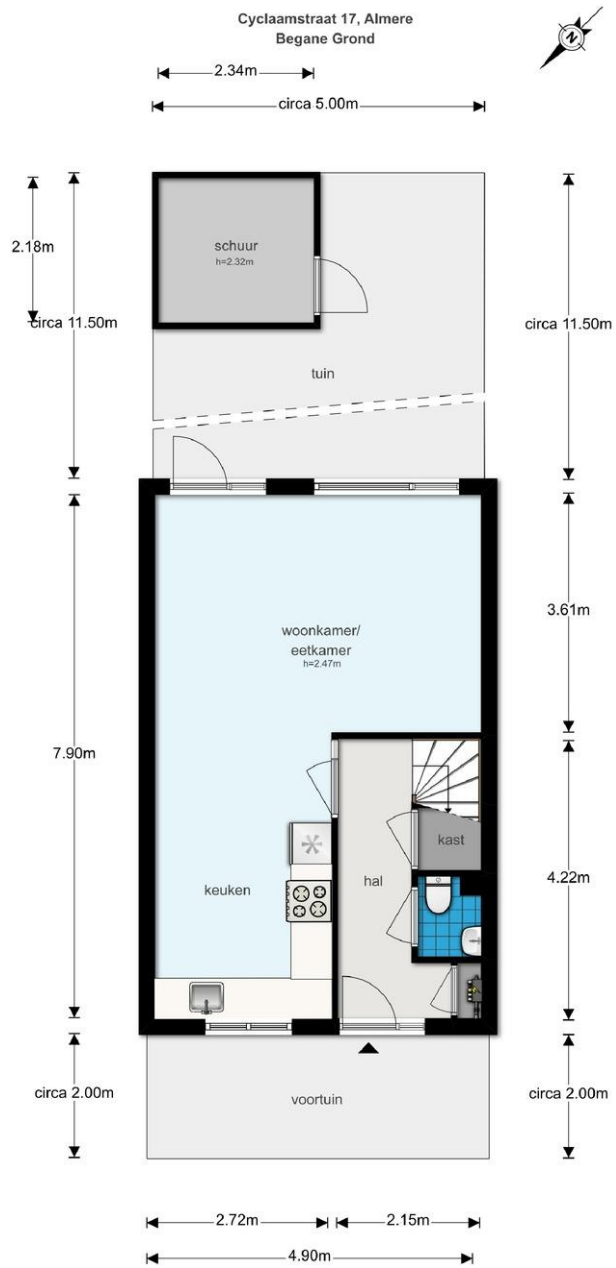 Cyclaamstraat 17, Almere
Begane Grond
N
2.34m
circa 5.00m
2.18m
schuur
h=2.32m
circa 11.50m
circa 11.50m
tuin
woonkamer/
eetkamer
h=2.47m
3.61m
7.90m
kast
keuken
hal
4.22m
circa 2.00m
voortuin
circa 2.00m
2.72m
2.15m
4.90m